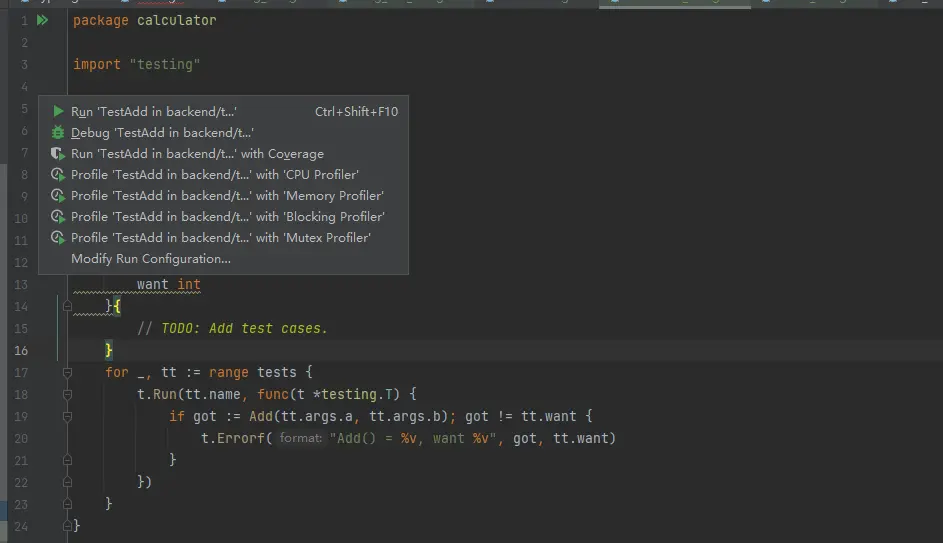 1 package calculator
2
3 import "testing"
4
5 Run 'TestAdd in backend/t...' Ctrl+Shift+F10
6 Debug 'TestAdd in backend/t...'
7 Run 'TestAdd in backend/t...' with Coverage
8 Profile 'TestAdd in backend/t...' with 'CPU Profiler'
9 Profile 'TestAdd in backend/t...' with 'Memory Profiler'
10 Profile 'TestAdd in backend/t...' with 'Blocking Profiler'
11 Profile 'TestAdd in backend/t...' with 'Mutex Profiler'
12 Modify Run Configuration...
13 want int
14 }{
15 // TODO: Add test cases.
16 }
17 for _, tt := range tests {
18 t.Run(tt.name, func(t *testing.T) {
19 if got := Add(tt.args.a, tt.args.b); got != tt.want {
20 t.Errorf( format: "Add() = %v, want %v", got, tt.want)
21 }
22 })
23 }
24 }